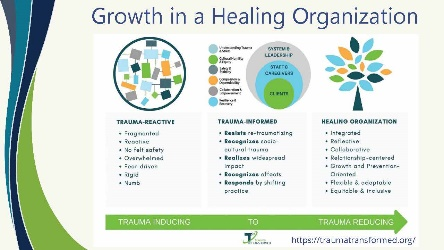 Growth in a Healing Organization
Understanding Trauma
& Stress
Cultural Humility
& Equity
Safety &
Stability
Compassion &
Dependability
Collaboration &
Empowerment
Resilience &
Recovery
SYSTEM &
LEADERSHIP
STAFF &
CAREGIVERS
CLIENTS
TRAUMA-REACTIVE
• Fragmented
• Reactive
• No felt safety
• Overwhelmed
• Fear-driven
• Rigid
• Numb
TRAUMA-INFORMED
• Resists re-traumatizing
• Recognizes socio-
cultural trauma
• Realizes widespread
impact
• Recognizes effects
• Responds by shifting
practice
HEALING ORGANIZATION
• Integrated
• Reflective
• Collaborative
• Relationship-centered
• Growth and Prevention-
Oriented
• Flexible & adaptable
• Equitable & inclusive
TRAUMA INDUCING TO TRAUMA REDUCING
https://traumatransformed.org/